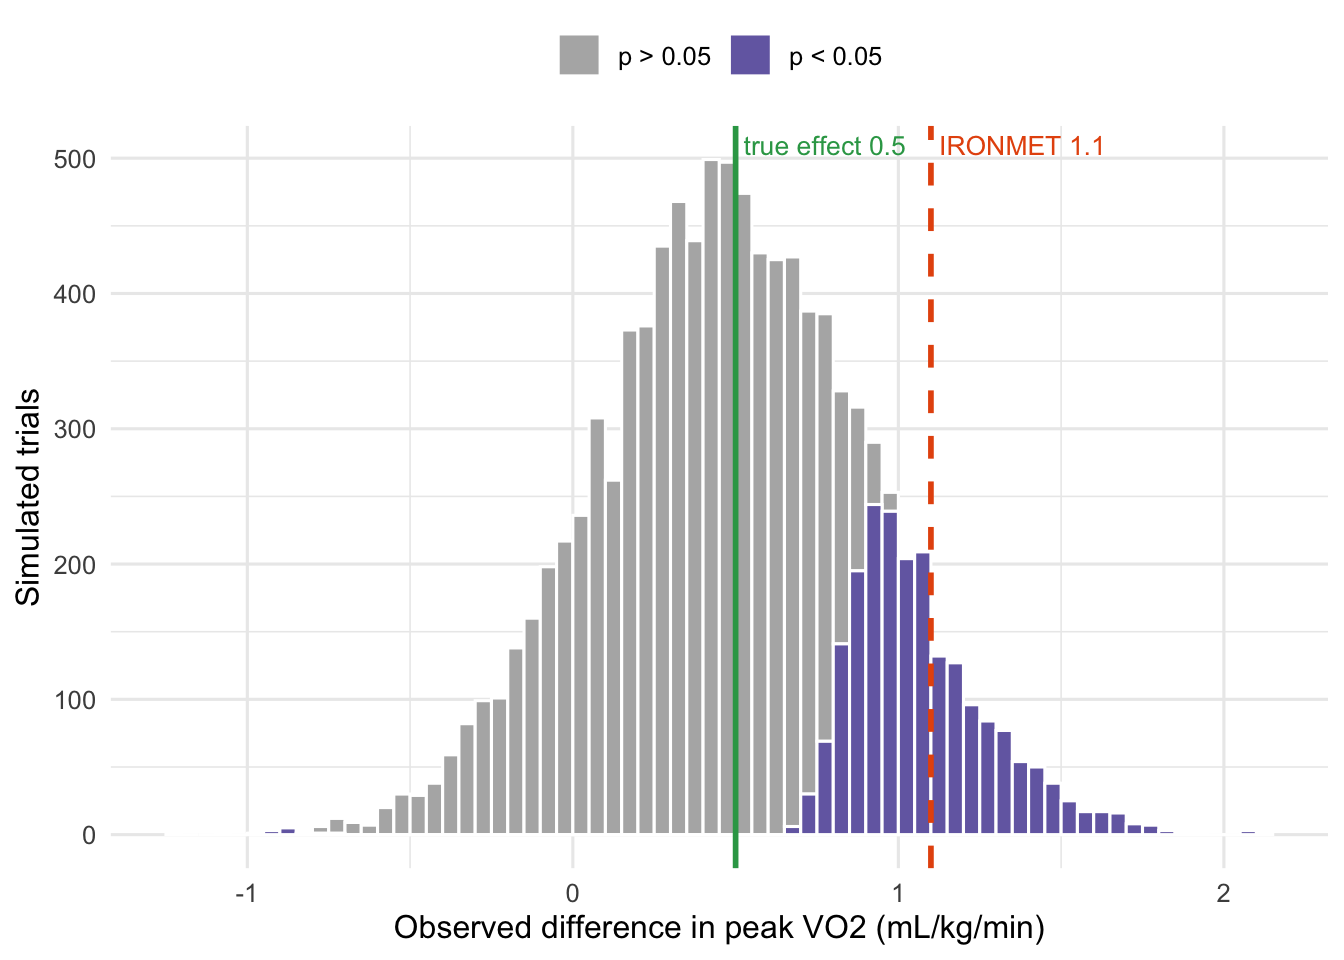 p > 0.05 p < 0.05
true effect 0.5 IRONMET 1.1
500
400
300
200
100
0
Simulated trials
-1 0 1 2
Observed difference in peak VO2 (mL/kg/min)